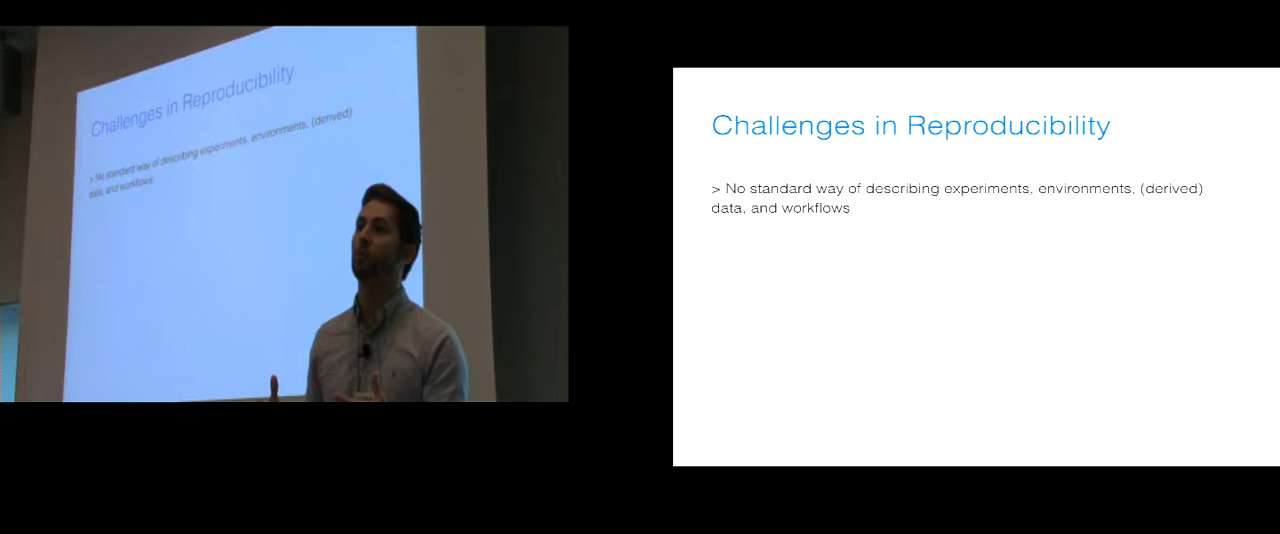 Challenges in Reproducibility
> No standard way of describing experiments, environments, (derived)
data, and workflows
Challenges in Reproducibility
> No standard way of describing experiments, environments, (derived)
data, and workflows